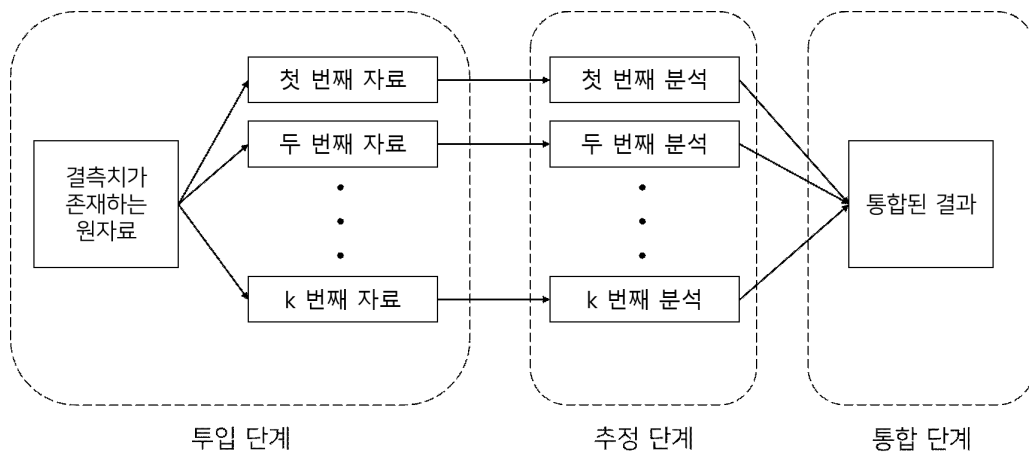 첫 번째 자료
첫 번째 분석
두 번째 자료
두 번째 분석
결측치가
존재하는
원자료
통합된 결과
k 번째 자료
k 번째 분석
투입 단계
추정 단계
통합 단계